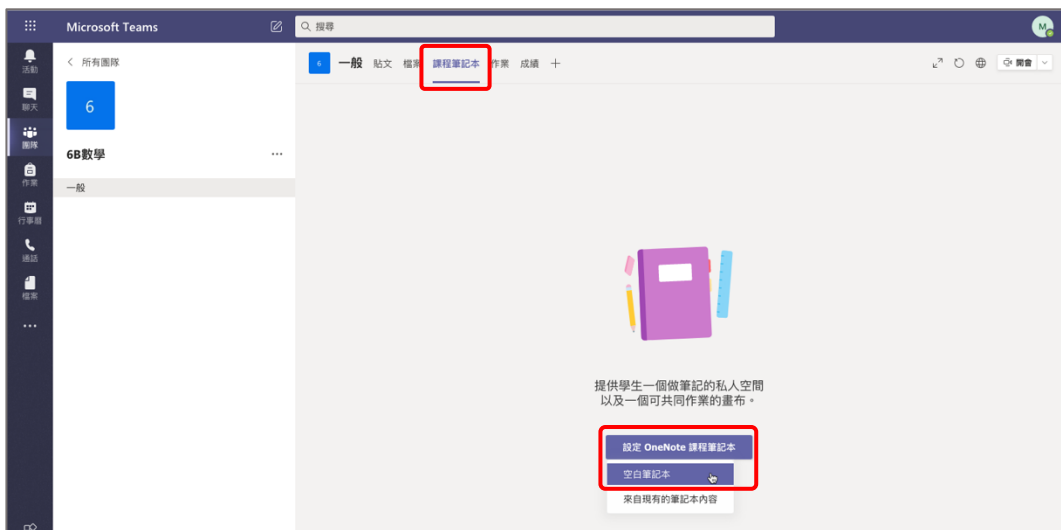 Microsoft Teams
搜尋
M
活動
聊天
團隊
作業
行事曆
通話
檔案
所有團隊
6
6B數學
一般
6 一般 貼文 檔案 課程筆記本 作業 成績
開會
提供學生一個做筆記的私人空間
以及一個可共同作業的畫布。
設定 OneNote 課程筆記本
空白筆記本
來自現有的筆記本內容